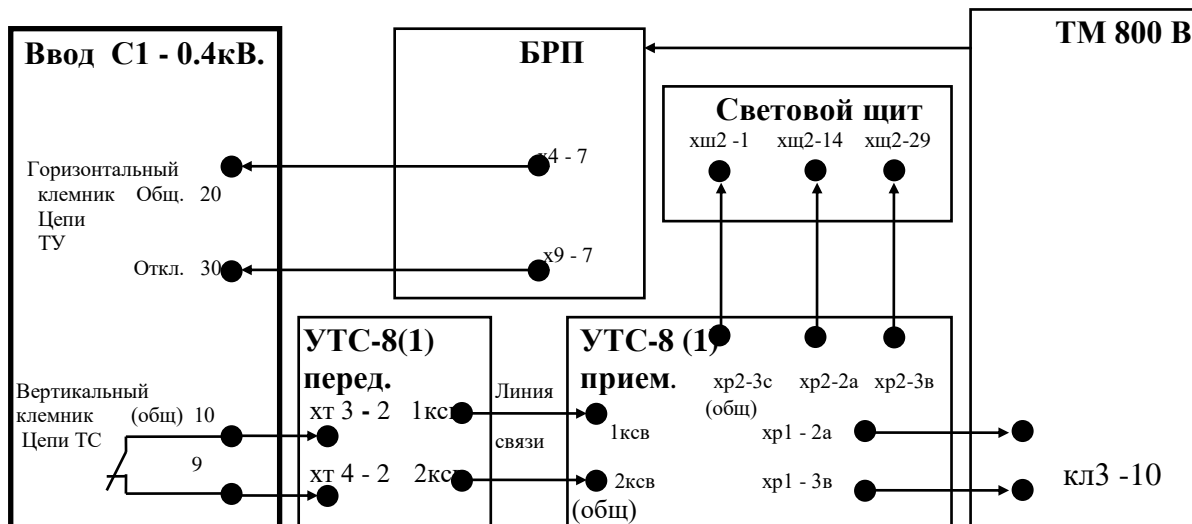 Ввод С1 - 0.4кВ.
Горизонтальный
клемник Общ. 20
Цепи
ТУ
Откл. 30
Вертикальный
клемник (общ) 10
Цепи ТС
9
БРП
х4 - 7
х9 - 7
ТМ 800 В
Световой щит
хш2 -1 хщ2-14 хщ2-29
УТС-8(1)
перед.
хт 3 - 2 1ксв
хт 4 - 2 2ксв
Линия
связи
УТС-8 (1)
прием.
хр2-3с хр2-2а хр2-3в
(общ)
1ксв
2ксв
(общ)
хр1 - 2а
хр1 - 3в
кл3 -10